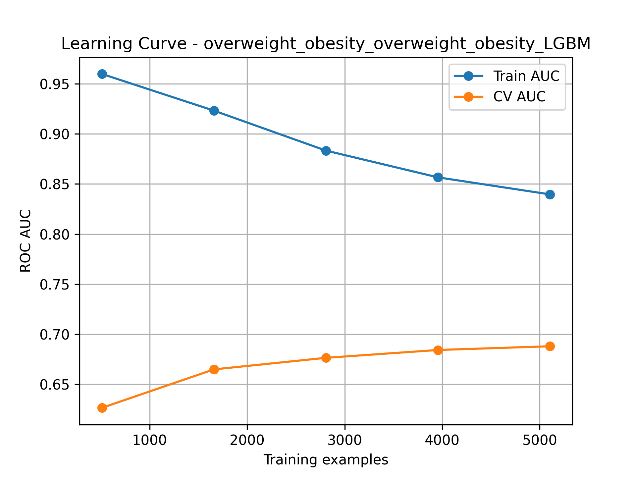 Learning Curve - overweight_obesity_overweight_obesity_LGBM
Train AUC
CV AUC
ROC AUC
0.95
0.90
0.85
0.80
0.75
0.70
0.65
1000 2000 3000 4000 5000
Training examples